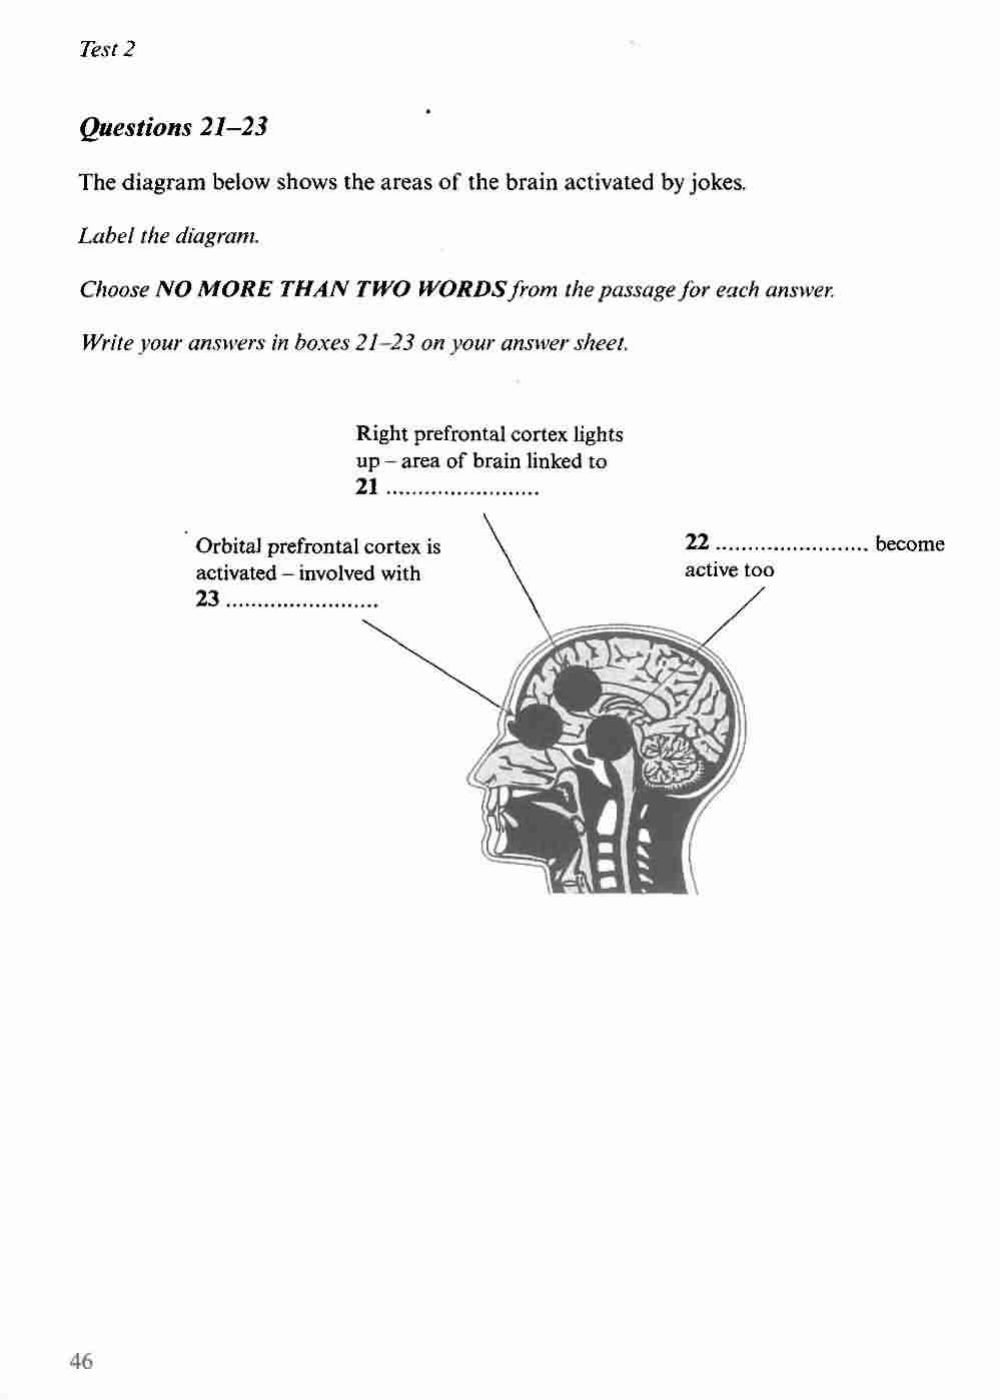 Test 2
Questions 21–23
The diagram below shows the areas of the brain activated by jokes.
Label the diagram.
Choose NO MORE THAN TWO WORDS from the passage for each answer.
Write your answers in boxes 21–23 on your answer sheet.
Right prefrontal cortex lights
up – area of brain linked to
21 ........................
Orbital prefrontal cortex is
activated – involved with
23 ........................
22 ........................ become
active too
46